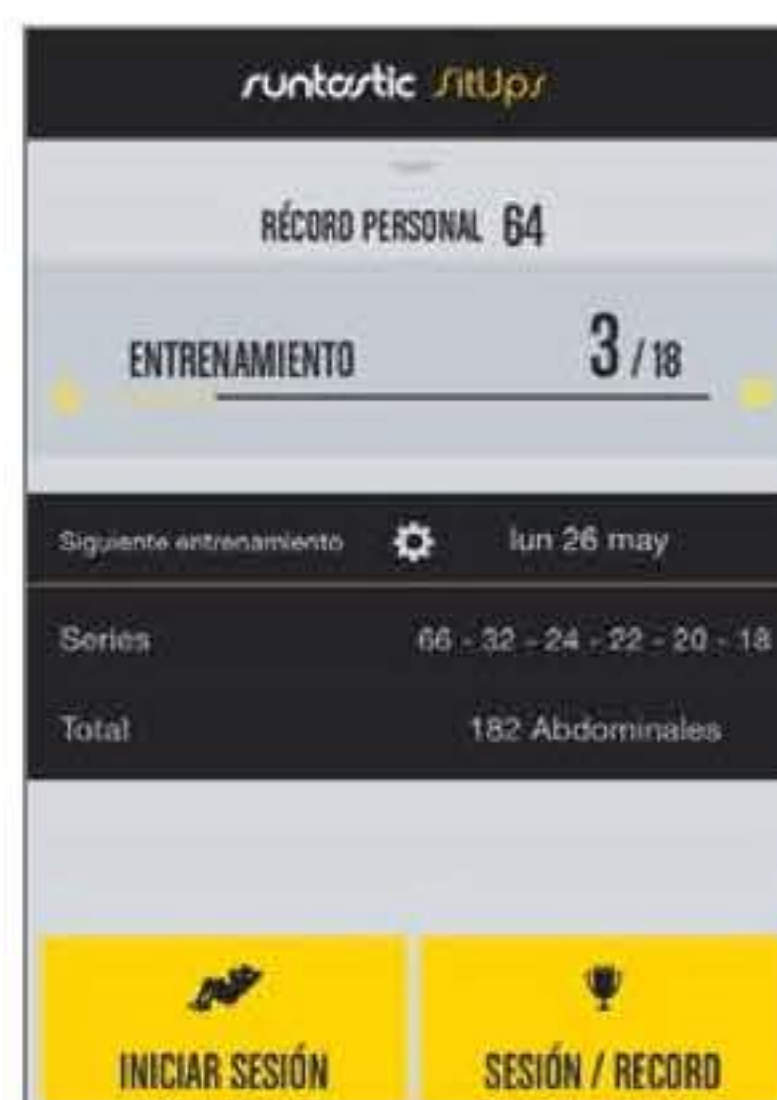 runtastic SitUps
RÉCORD PERSONAL 64
ENTRENAMIENTO 3 / 18
Siguiente entrenamiento lun 26 may
Series 66 - 32 - 24 - 22 - 20 - 18
Total 182 Abdominales
INICIAR SESIÓN SESIÓN / RECORD